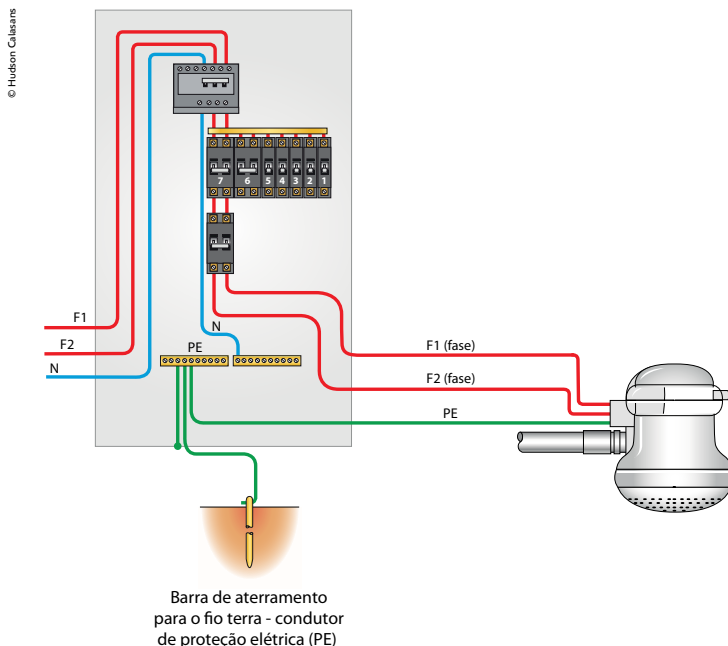 © Hudson Calasans
7 6 5 4 3 2 1
F1
F2
N
N
PE
F1 (fase)
F2 (fase)
PE
Barra de aterramento
para o fio terra - condutor
de proteção elétrica (PE)